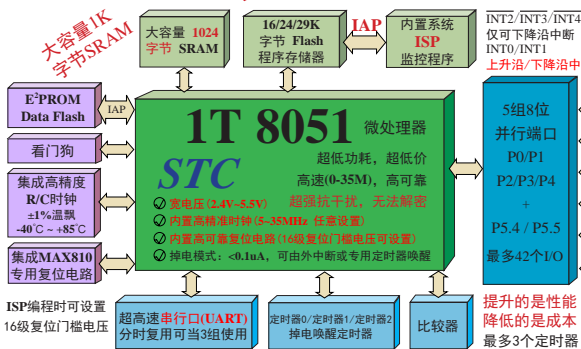 大容量1K
字节SRAM
大容量 1024
字节 SRAM
16/24/29K
字节 Flash
程序存储器
IAP
内置系统
ISP
监控程序
INT2/INT3/INT4
仅可下降沿中断
INT0/INT1
上升沿/下降沿中
E²PROM
Data Flash
IAP
看门狗
集成高精度
R/C时钟
±1%温飘
-40℃ ~ +85℃
集成MAX810
专用复位电路
ISP编程时可设置
16级复位门槛电压
1T 8051 微处理器
STC
超低功耗，超低价
高速(0-35M)，高可靠
超强抗干扰，无法解密
宽电压(2.4V~5.5V)
内置高精准时钟(5~35MHz 任意设置)
内置高可靠复位电路(16级复位门槛电压可设置)
掉电模式：<0.1uA，可由外中断或专用定时器唤醒
5组8位
并行端口
P0/P1
P2/P3/P4
+
P5.4 / P5.5
最多42个I/O
超高速串行口(UART)
分时复用可当3组使用
定时器0/定时器1/定时器2
掉电唤醒定时器
比较器
提升的是性能
降低的是成本
最多3个定时器